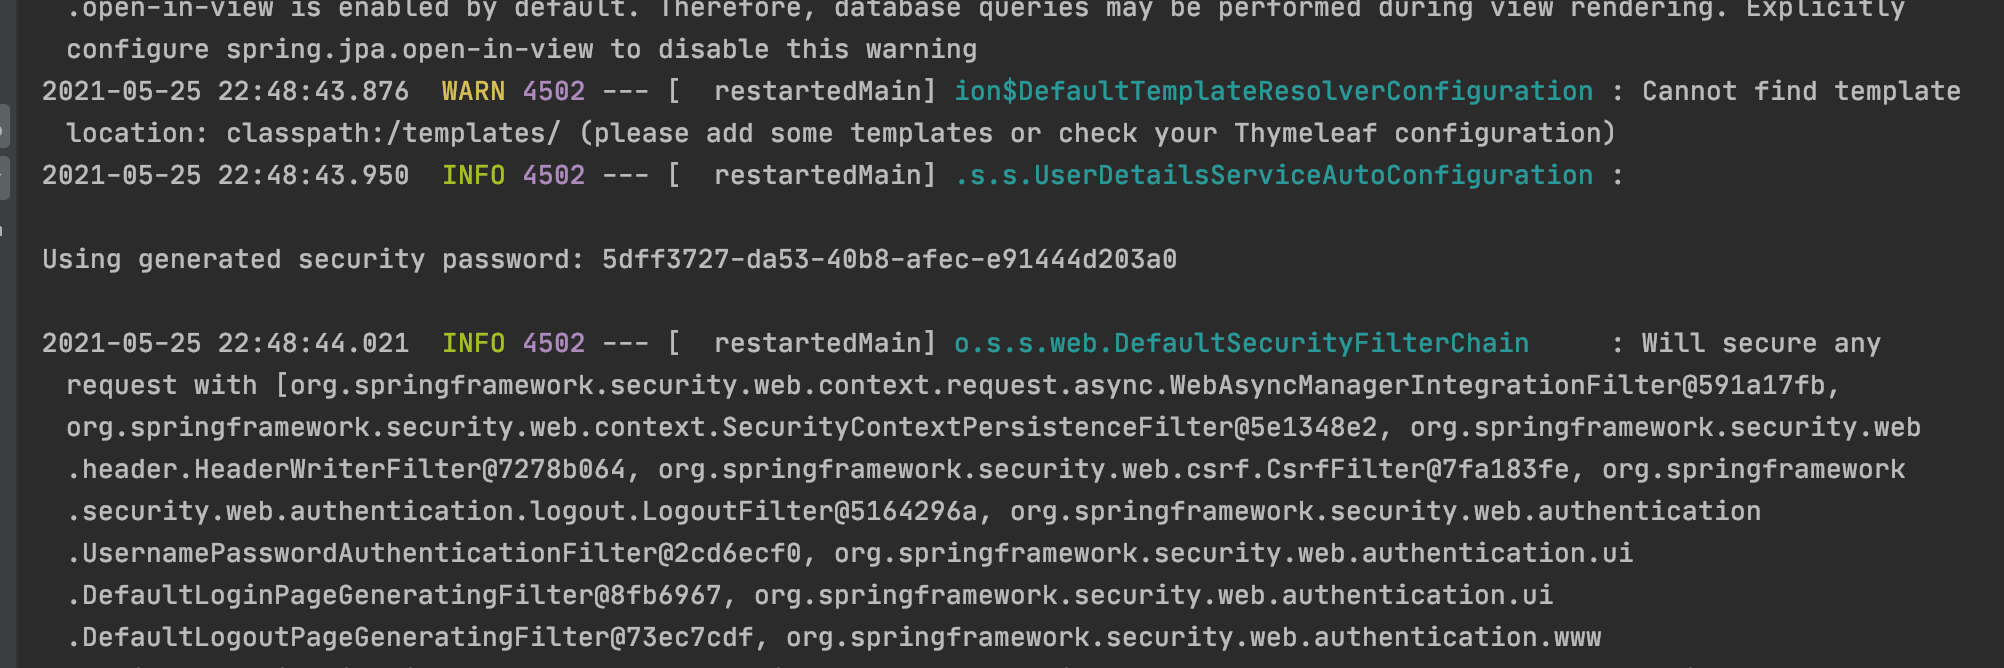 .open-in-view is enabled by default. Therefore, database queries may be performed during view rendering. Explicitly
configure spring.jpa.open-in-view to disable this warning
2021-05-25 22:48:43.876  WARN 4502 --- [  restartedMain] ion$DefaultTemplateResolverConfiguration : Cannot find template
location: classpath:/templates/ (please add some templates or check your Thymeleaf configuration)
2021-05-25 22:48:43.950  INFO 4502 --- [  restartedMain] .s.s.UserDetailsServiceAutoConfiguration :
Using generated security password: 5dff3727-da53-40b8-afec-e91444d203a0
2021-05-25 22:48:44.021  INFO 4502 --- [  restartedMain] o.s.s.web.DefaultSecurityFilterChain     : Will secure any
request with [org.springframework.security.web.context.request.async.WebAsyncManagerIntegrationFilter@591a17fb,
org.springframework.security.web.context.SecurityContextPersistenceFilter@5e1348e2, org.springframework.security.web
.header.HeaderWriterFilter@7278b064, org.springframework.security.web.csrf.CsrfFilter@7fa183fe, org.springframework
.security.web.authentication.logout.LogoutFilter@5164296a, org.springframework.security.web.authentication
.UsernamePasswordAuthenticationFilter@2cd6ecf0, org.springframework.security.web.authentication.ui
.DefaultLoginPageGeneratingFilter@8fb6967, org.springframework.security.web.authentication.ui
.DefaultLogoutPageGeneratingFilter@73ec7cdf, org.springframework.security.web.authentication.www